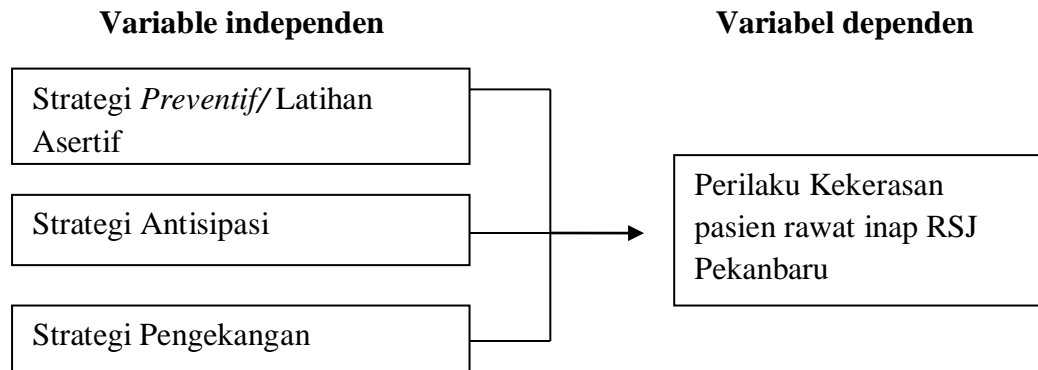 Variable independen
Variabel dependen
Strategi Preventif/ Latihan
Asertif
Strategi Antisipasi
Strategi Pengekangan
Perilaku Kekerasan
pasien rawat inap RSJ
Pekanbaru